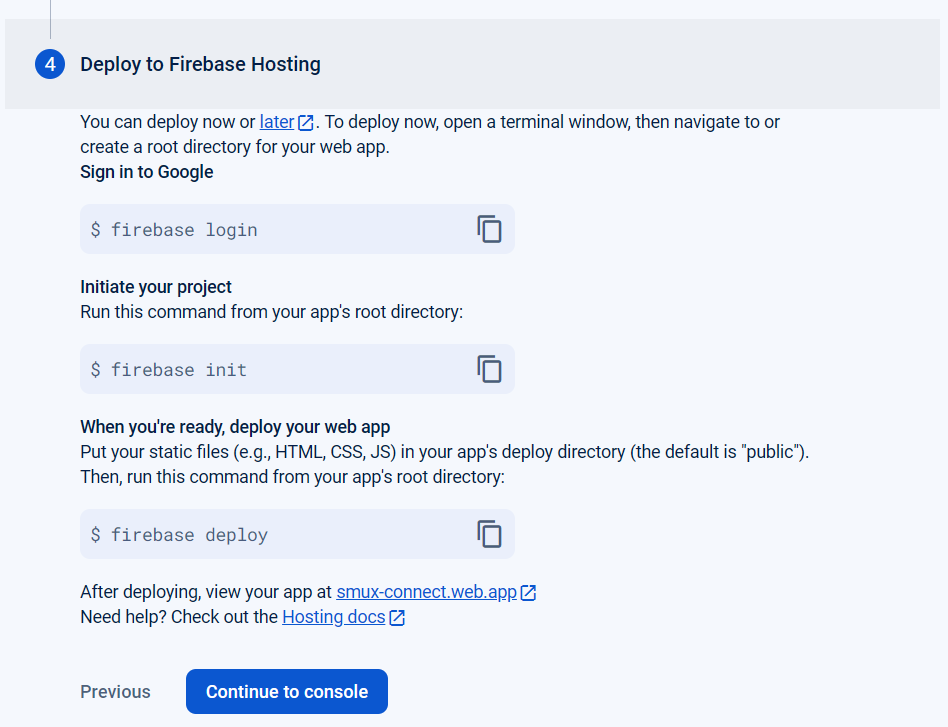 4 Deploy to Firebase Hosting
You can deploy now or later. To deploy now, open a terminal window, then navigate to or
create a root directory for your web app.
Sign in to Google
$ firebase login
Initiate your project
Run this command from your app's root directory:
$ firebase init
When you're ready, deploy your web app
Put your static files (e.g., HTML, CSS, JS) in your app's deploy directory (the default is "public").
Then, run this command from your app's root directory:
$ firebase deploy
After deploying, view your app at smux-connect.web.app
Need help? Check out the Hosting docs
Previous Continue to console